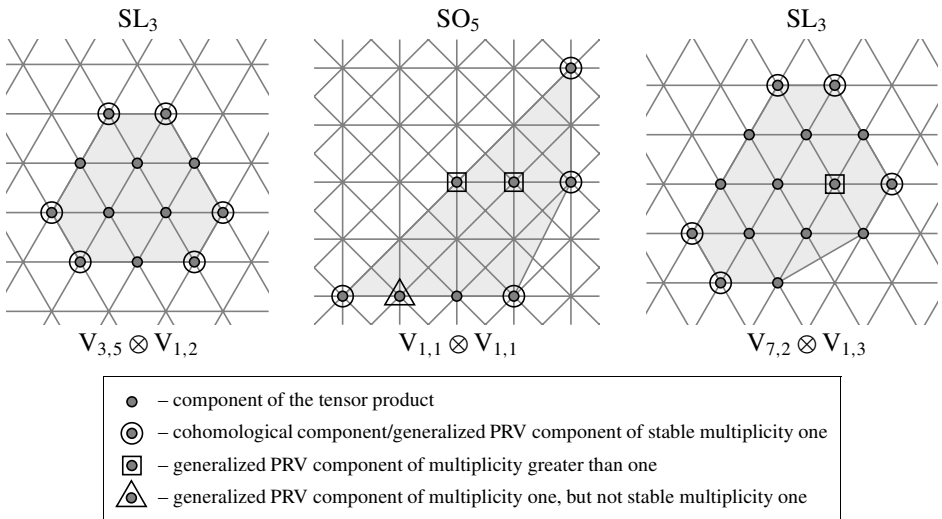 SL₃ SO₅ SL₃
V₃,₅ ⊗ V₁,₂ V₁,₁ ⊗ V₁,₁ V₇,₂ ⊗ V₁,₃
– component of the tensor product
– cohomological component/generalized PRV component of stable multiplicity one
– generalized PRV component of multiplicity greater than one
– generalized PRV component of multiplicity one, but not stable multiplicity one